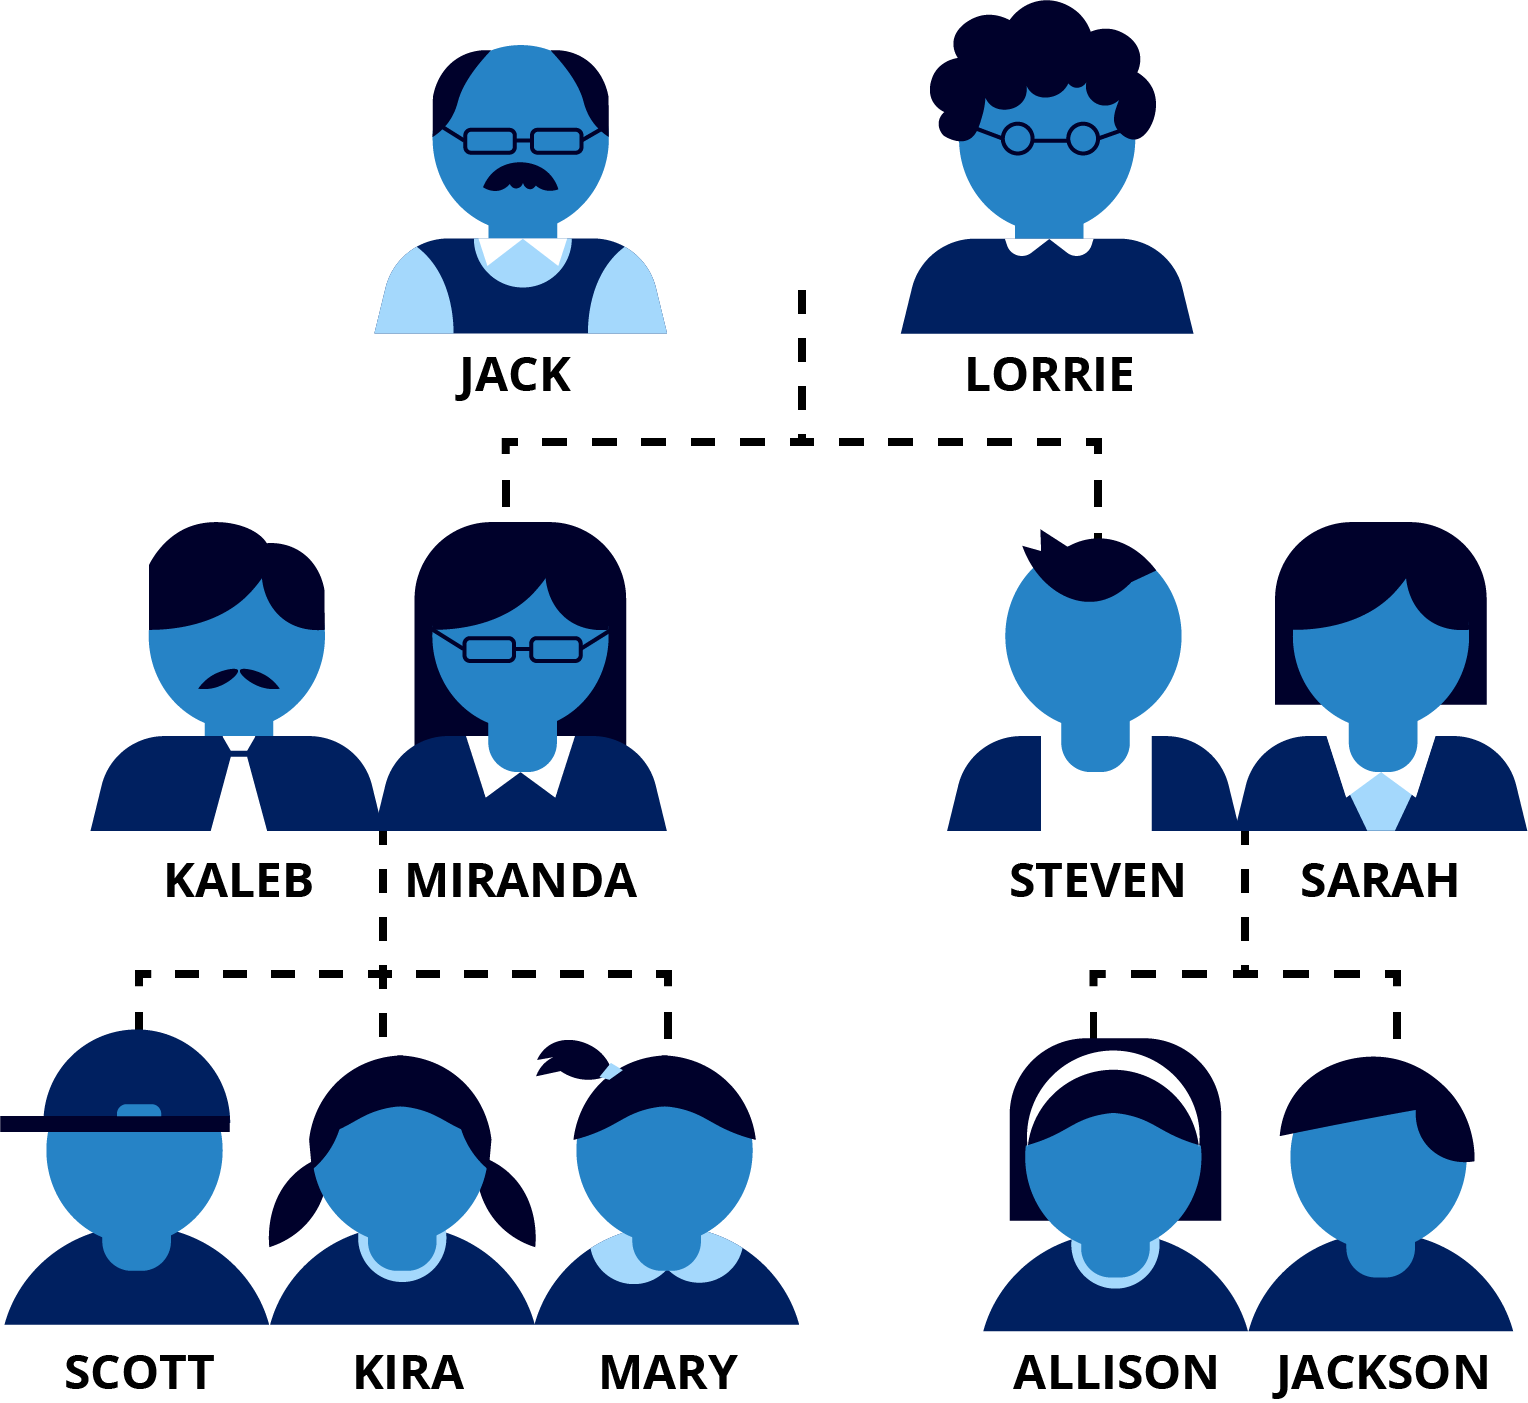 JACK
LORRIE
KALEB
MIRANDA
STEVEN
SARAH
SCOTT
KIRA
MARY
ALLISON
JACKSON